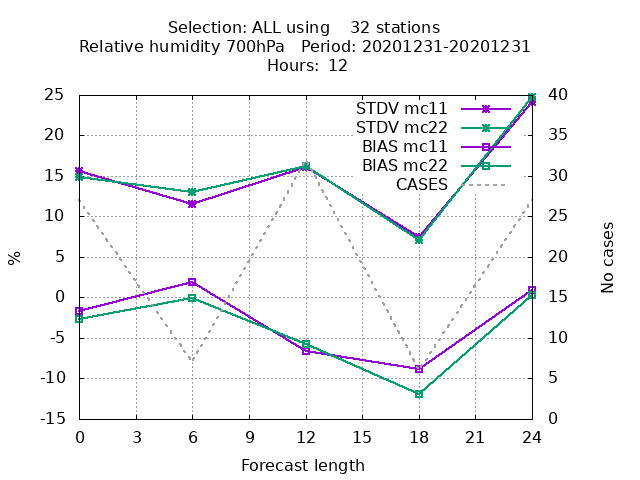 Selection: ALL using    32 stations
Relative humidity 700hPa   Period: 20201231-20201231
Hours: 12
STDV mc11
STDV mc22
BIAS mc11
BIAS mc22
CASES
25
20
15
10
5
0
-5
-10
-15
%
40
35
30
25
20
15
10
5
0
No cases
0 3 6 9 12 15 18 21 24
Forecast length